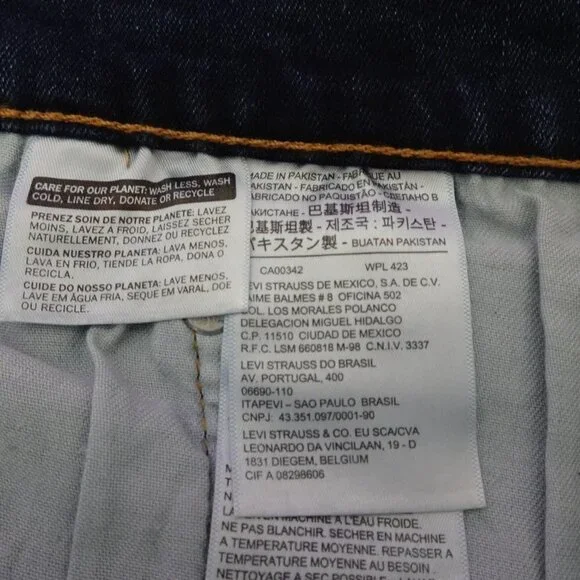 CARE FOR OUR PLANET: WASH LESS, WASH
COLD, LINE DRY, DONATE OR RECYCLE
PRENEZ SOIN DE NOTRE PLANETE: LAVEZ
MOINS, LAVEZ A FROID, LAISSEZ SECHER
NATURELLEMENT, DONNEZ OU RECYCLEZ
CUIDA NUESTRO PLANETA: LAVA MENOS,
LAVA EN FRIO, TIENDE LA ROPA, DONA O
RECICLA.
CUIDE DO NOSSO PLANETA: LAVE MENOS,
LAVE EM ÁGUA FRIA, SEQUE EM VARAL, DOE
OU RECICLE.
MADE IN PAKISTAN - FABRIQUE AU
PAKISTAN - FABRICADO EN PAKISTÁN -
FABRICADO NO PAQUISTÃO - СДЕЛАНО В
ПАКИСТАНЕ - 巴基斯坦制造 -
巴基斯坦製 - 제조국 : 파키스탄 -
パキスタン製 - BUATAN PAKISTAN
CA00342 WPL 423
LEVI STRAUSS DE MEXICO, S.A. DE C.V.
JAIME BALMES # 8 OFICINA 502
COL. LOS MORALES POLANCO
DELEGACION MIGUEL HIDALGO
C.P. 11510 CIUDAD DE MEXICO
R.F.C. LSM 660818 M-98 C.N.I.V. 3337
LEVI STRAUSS DO BRASIL
AV. PORTUGAL, 400
06690-110
ITAPEVI – SAO PAULO BRASIL
CNPJ: 43.351.097/0001-90
LEVI STRAUSS & CO. EU SCA/CVA
LEONARDO DA VINCILAAN, 19 - D
1831 DIEGEM, BELGIUM
CIF A 08298606
MACHINE A L'EAU FROIDE.
NE PAS BLANCHIR. SECHER EN MACHINE
A TEMPERATURE MOYENNE. REPASSER A
TEMPERATURE MOYENNE AU BESOIN.
NETTOYAGE A SEC POSSIBLE.